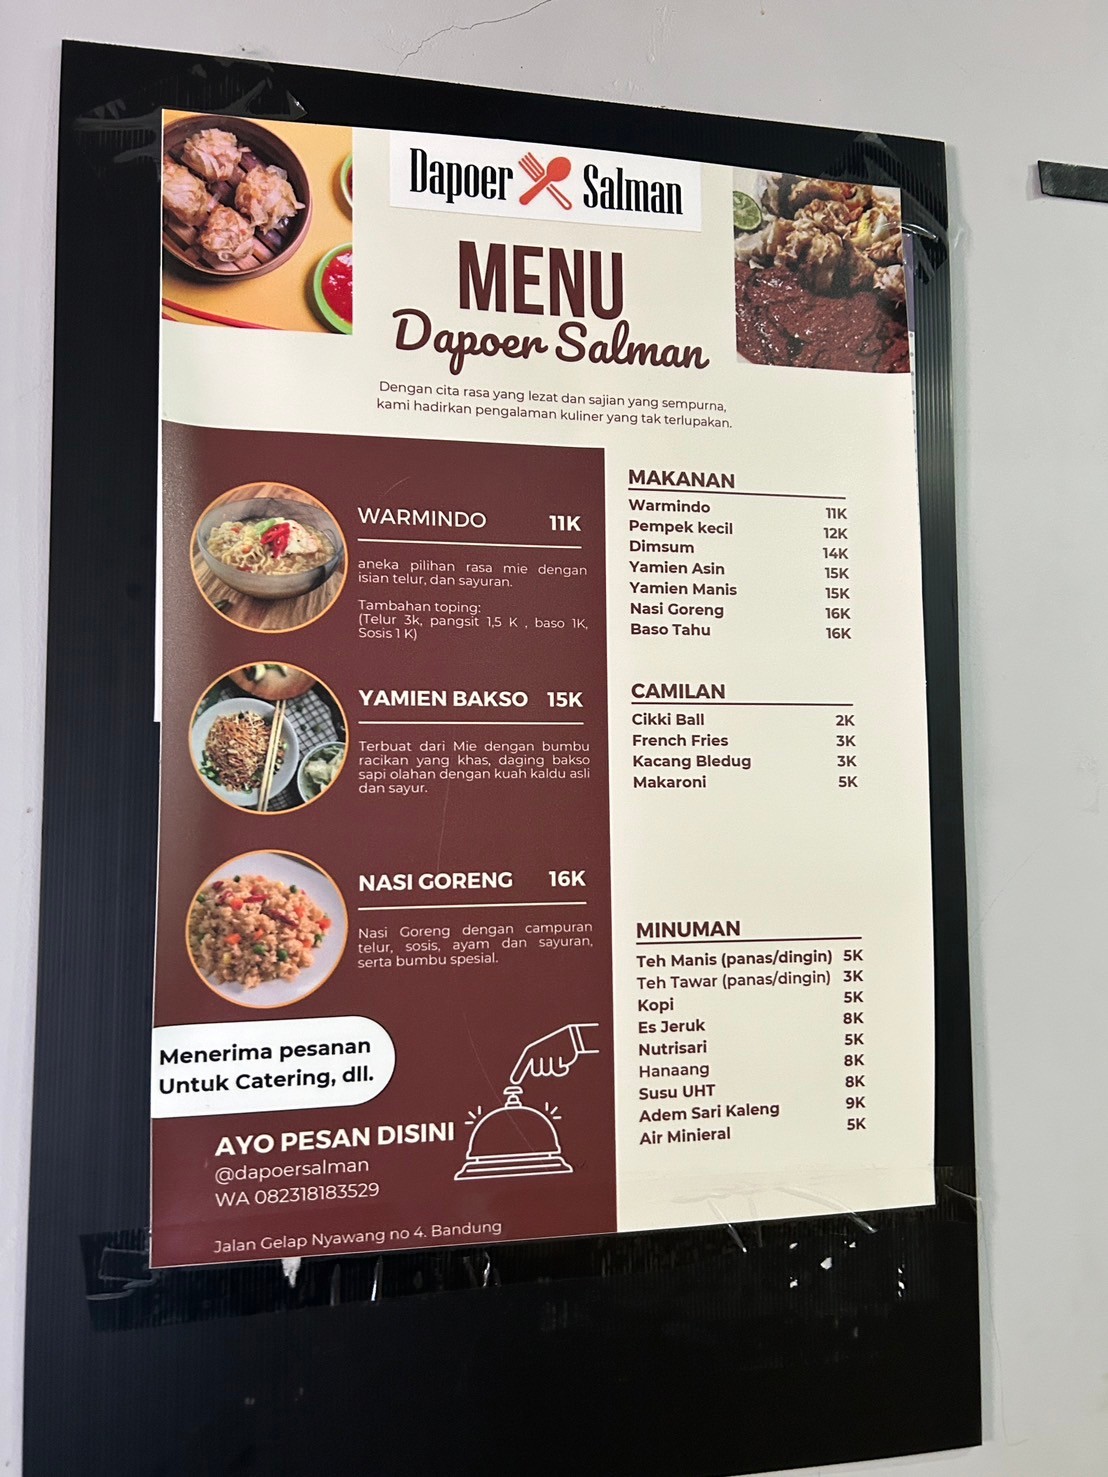 Dapoer Salman
MENU
Dapoer Salman
Dengan cita rasa yang lezat dan sajian yang sempurna,
kami hadirkan pengalaman kuliner yang tak terlupakan.
WARMINDO 11K
aneka pilihan rasa mie dengan
isian telur, dan sayuran.
Tambahan toping:
(Telur 3k, pangsit 1,5 K , baso 1K,
Sosis 1 K)
YAMIEN BAKSO 15K
Terbuat dari Mie dengan bumbu
racikan yang khas, daging bakso
sapi olahan dengan kuah kaldu asli
dan sayur.
NASI GORENG 16K
Nasi Goreng dengan campuran
telur, sosis, ayam dan sayuran,
serta bumbu spesial.
Menerima pesanan
Untuk Catering, dll.
AYO PESAN DISINI
@dapoersalman
WA 082318183529
Jalan Gelap Nyawang no 4. Bandung
MAKANAN
Warmindo 11K
Pempek kecil 12K
Dimsum 14K
Yamien Asin 15K
Yamien Manis 15K
Nasi Goreng 16K
Baso Tahu 16K
CAMILAN
Cikki Ball 2K
French Fries 3K
Kacang Bledug 3K
Makaroni 5K
MINUMAN
Teh Manis (panas/dingin) 5K
Teh Tawar (panas/dingin) 3K
Kopi 5K
Es Jeruk 8K
Nutrisari 5K
Hanaang 8K
Susu UHT 8K
Adem Sari Kaleng 9K
Air Minieral 5K